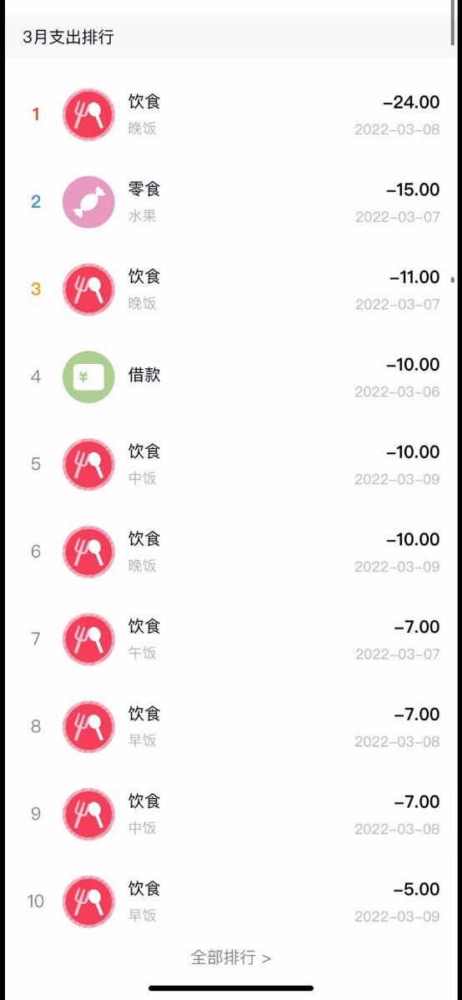 3月支出排行
1
饮食
-24.00
晚饭
2022-03-08
2
零食
-15.00
水果
2022-03-07
3
饮食
-11.00
晚饭
2022-03-07
4
¥
借款
-10.00
2022-03-06
5
饮食
-10.00
中饭
2022-03-09
6
饮食
-10.00
晚饭
2022-03-09
7
饮食
-7.00
午饭
2022-03-07
8
饮食
-7.00
早饭
2022-03-08
9
饮食
-7.00
中饭
2022-03-08
10
饮食
-5.00
早饭
2022-03-09
全部排行 >